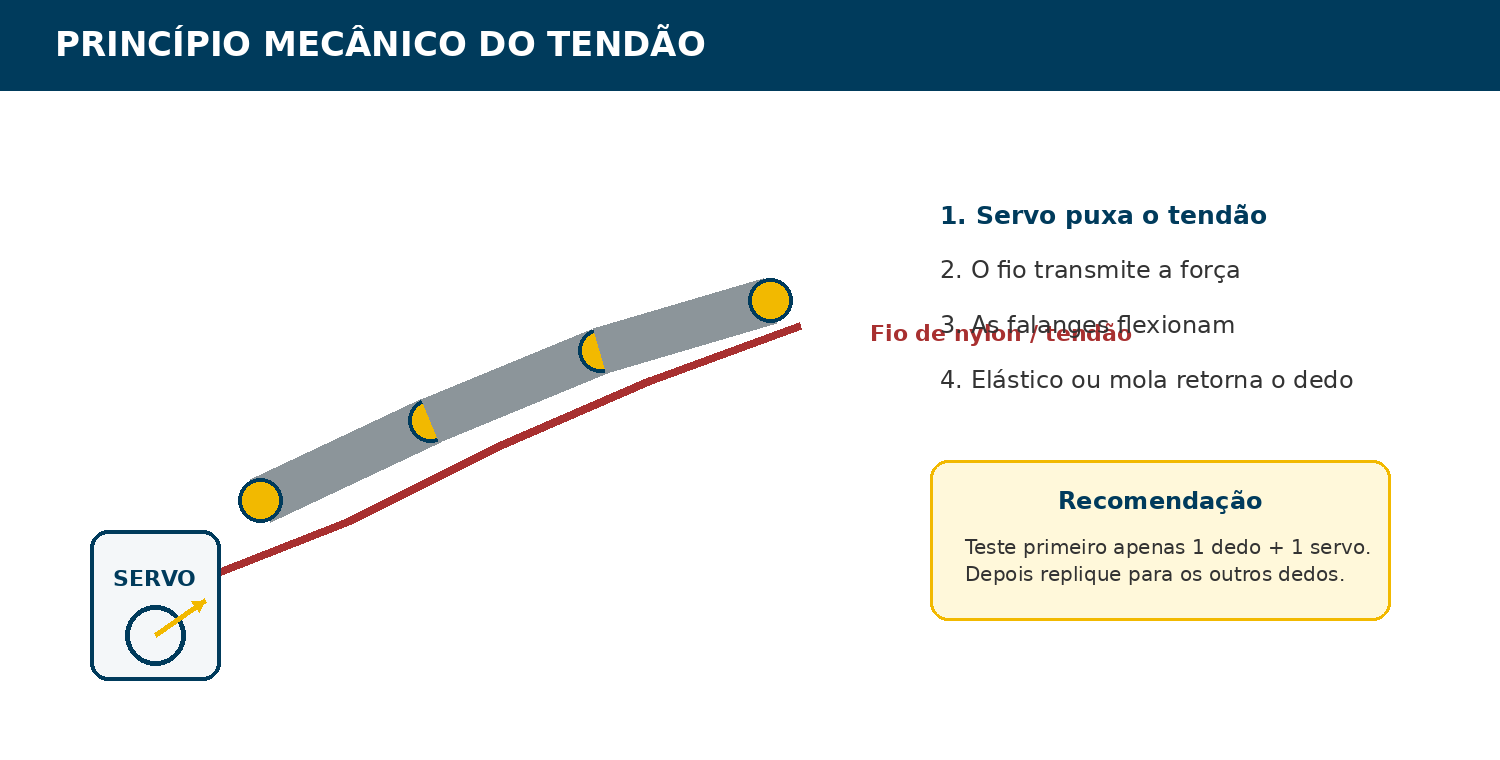 PRINCÍPIO MECÂNICO DO TENDÃO
1. Servo puxa o tendão
2. O fio transmite a força
3. As falanges flexionam
Fio de nylon / tendão
4. Elástico ou mola retorna o dedo
SERVO
Recomendação
Teste primeiro apenas 1 dedo + 1 servo.
Depois replique para os outros dedos.